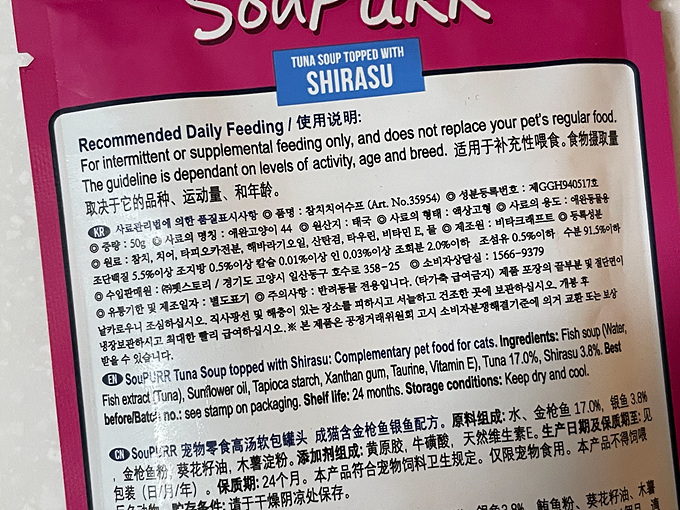 SouPURR
TUNA SOUP TOPPED WITH
SHIRASU
Recommended Daily Feeding / 使用说明:
For intermittent or supplemental feeding only, and does not replace your pet's regular food.
The guideline is dependant on levels of activity, age and breed. 适用于补充性喂食。食物摄取量
取决于它的品种、运动量、和年龄。
KR 사료관리법에 의한 품질표시사항 ◎ 품명 : 참치치어수프 (Art. No.35954) ◎ 성분등록번호 : 제GGH940517호
◎ 중량 : 50g ◎ 사료의 명칭 : 애완고양이 44 ◎ 원산지 : 태국 ◎ 사료의 형태 : 액상고형 ◎ 사료의 용도 : 애완동물용
◎ 원료 : 참치, 치어, 타피오카전분, 해바라기오일, 산탄검, 타우린, 비타민 E, 물 ◎ 제조원 : 비타크래프트 ◎ 등록성분
조단백질 5.5%이상 조지방 0.5%이상 칼슘 0.01%이상 인 0.03%이상 조회분 2.0%이하 조섬유 0.5%이하 수분 91.5%이하
◎ 수입판매원 : ㈜펫스토리 / 경기도 고양시 일산동구 호수로 358-25 ◎ 소비자상담실 : 1566-9379
◎ 유통기한 및 제조일자 : 별도표기 ◎ 주의사항 : 반려동물 전용입니다. (타가축 급여금지) 제품 포장의 끝부분 및 절단면이
날카로우니 조심하십시오. 직사광선 및 해충이 있는 장소를 피하시고 서늘하고 건조한 곳에 보관하십시오. 개봉 후
냉장보관하시고 최대한 빨리 급여하십시오. ※ 본 제품은 공정거래위원회 고시 소비자분쟁해결기준에 의거 교환 또는 보상
받을 수 있습니다.
EN ◎ SouPURR Tuna Soup topped with Shirasu: Complementary pet food for cats. Ingredients: Fish soup (Water,
Fish extract (Tuna), Sunflower oil, Tapioca starch, Xanthan gum, Taurine, Vitamin E), Tuna 17.0%, Shirasu 3.8%. Best
before/Batch no.: see stamp on packaging. Shelf life: 24 months. Storage conditions: Keep dry and cool.
CN ◎ SouPURR 宠物零食高汤软包罐头 成猫含金枪鱼银鱼配方。原料组成: 水、金枪鱼 17.0%, 银鱼 3.8%
, 金枪鱼粉, 葵花籽油, 木薯淀粉。添加剂组成: 黄原胶, 牛磺酸, 天然维生素E。生产日期及保质期至: 见
包装 (日/月/年) 。保质期: 24个月。本产品符合宠物饲料卫生规定。仅限宠物食用。本产品不得饲喂
反刍动物。贮存条件: 请于干燥阴凉处保存。
银鱼3.8%, 鲔鱼粉、葵花籽油、木薯